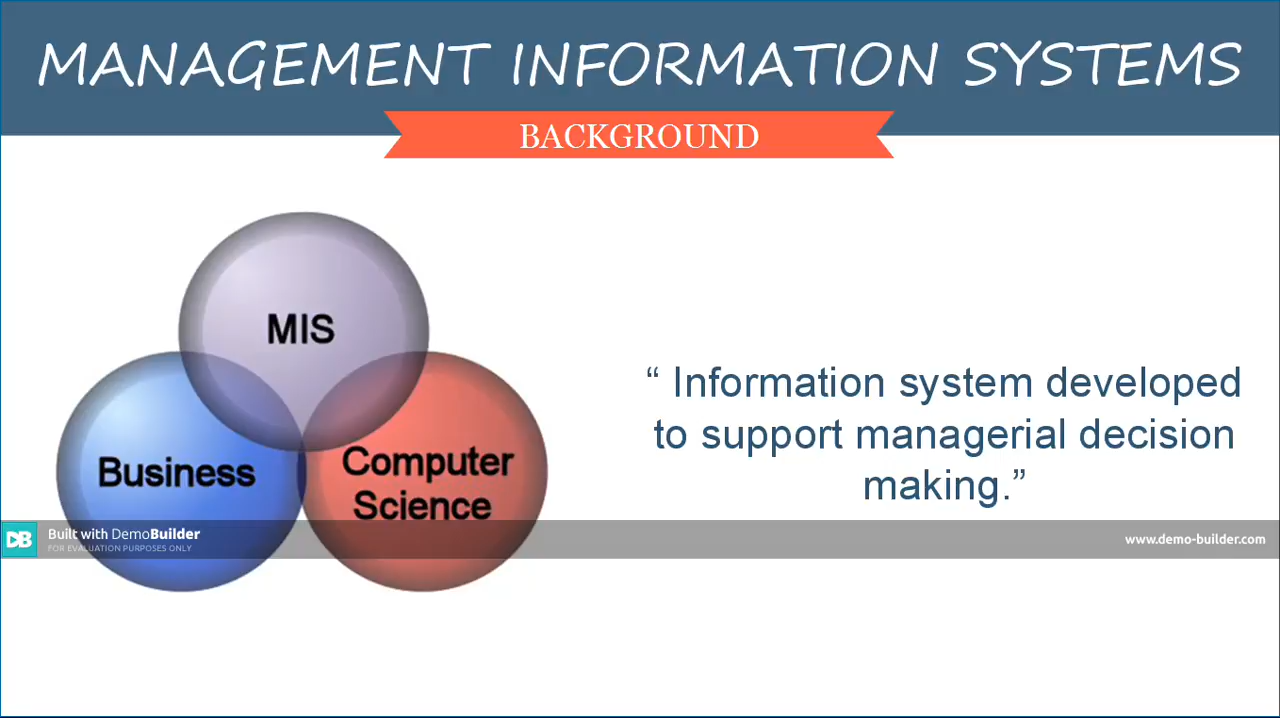 MANAGEMENT INFORMATION SYSTEMS
BACKGROUND
MIS
Business
Computer
Science
“ Information system developed
to support managerial decision
making.”
DB
Built with DemoBuilder
FOR EVALUATION PURPOSES ONLY
www.demo-builder.com